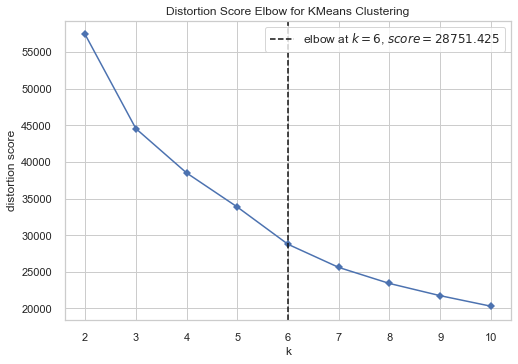 Distortion Score Elbow for KMeans Clustering
elbow at k = 6, score = 28751.425
55000
50000
45000
40000
35000
30000
25000
20000
distortion score
2 3 4 5 6 7 8 9 10
k